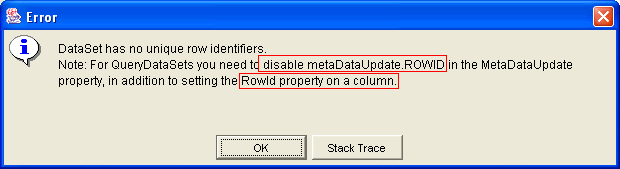 Error
DataSet has no unique row identifiers.
Note: For QueryDataSets you need to disable metaDataUpdate.ROWID in the MetaDataUpdate
property, in addition to setting the RowId property on a column.
OK
Stack Trace